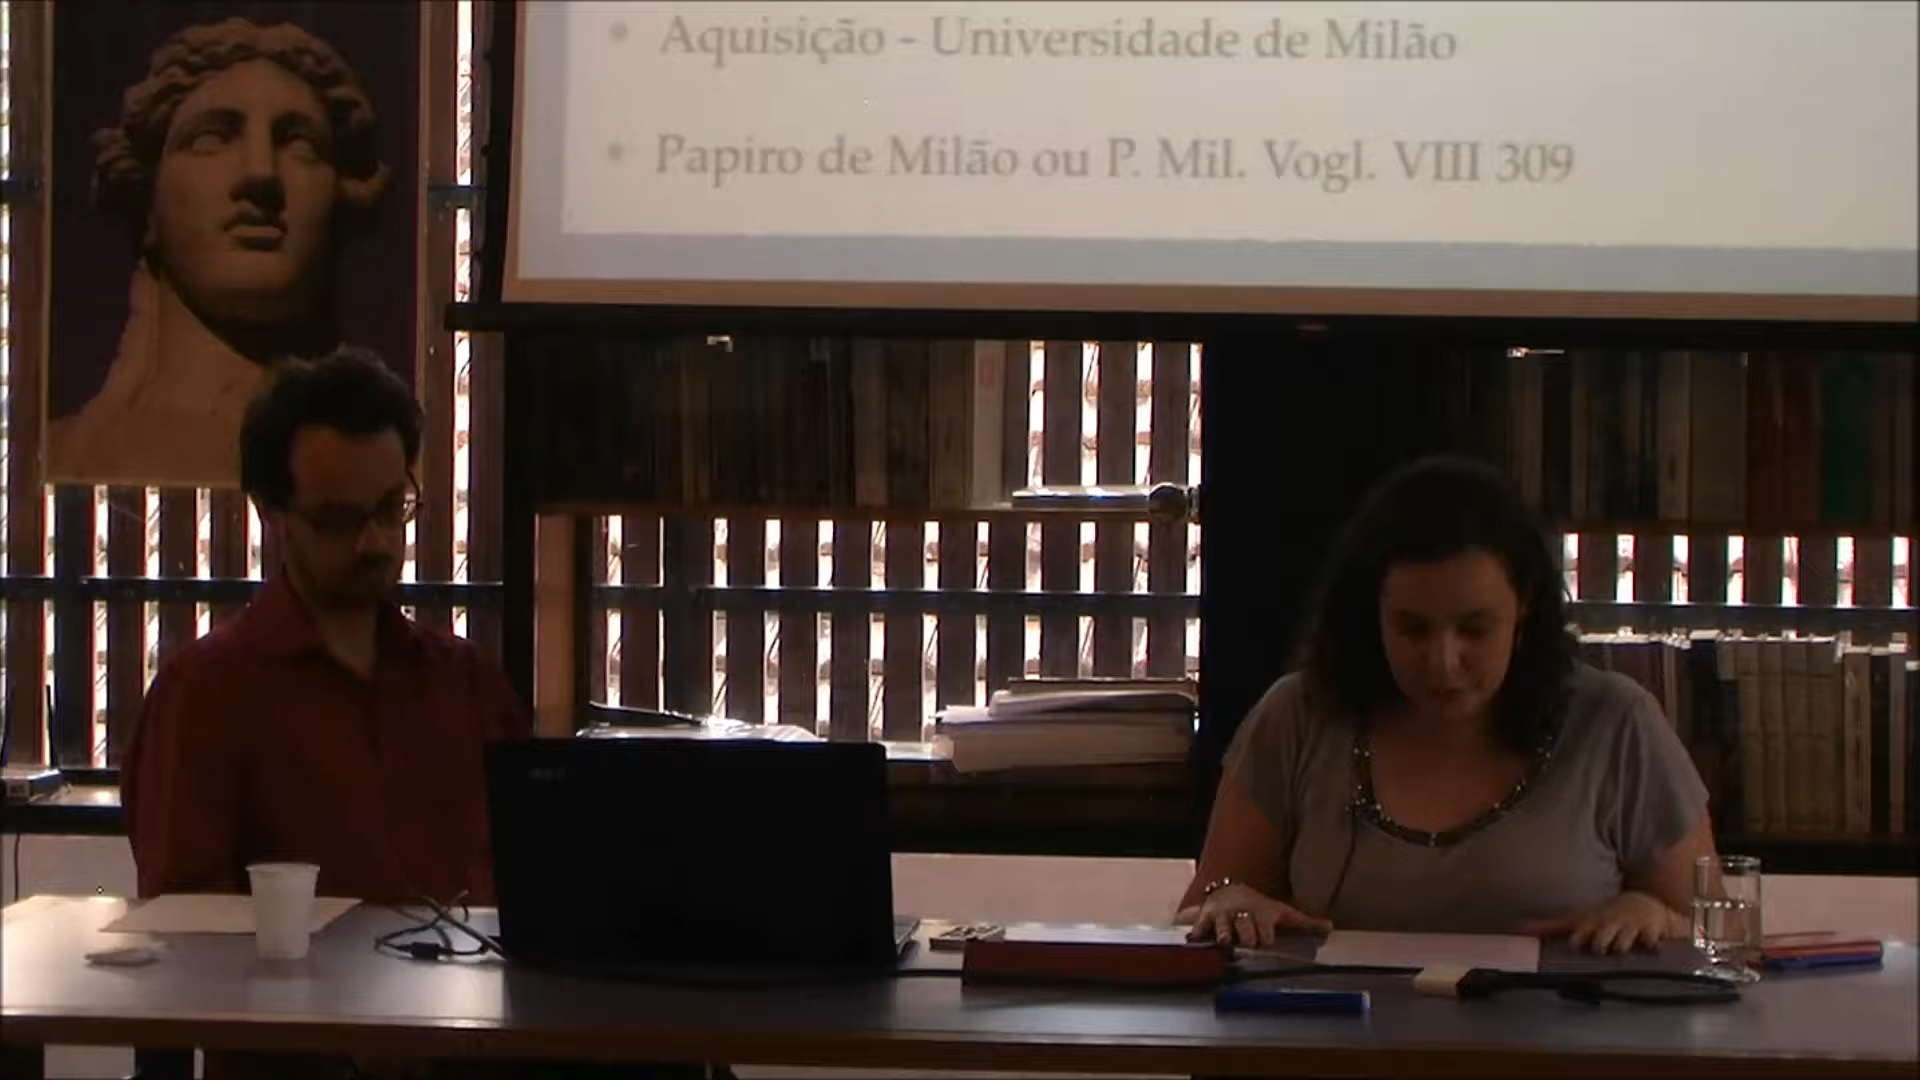 Aquisição - Universidade de Milão
Papiro de Milão ou P. Mil. Vogl. VIII 309